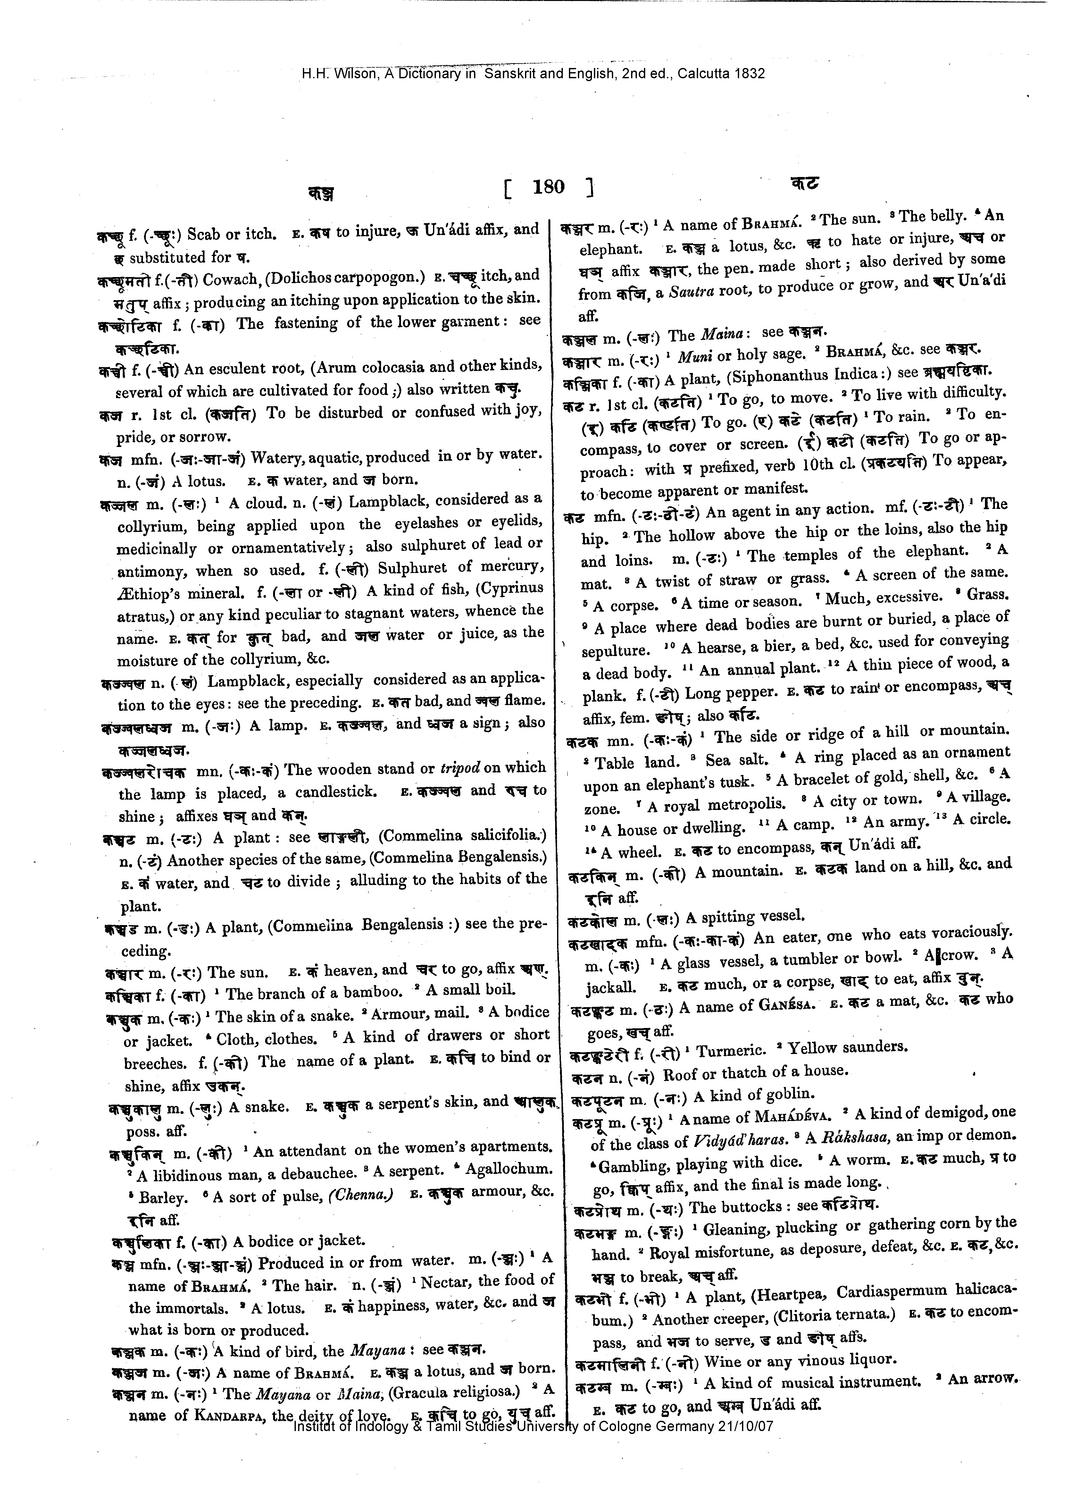 H.H. Wilson, A Dictionary in Sanskrit and English, 2nd ed., Calcutta 1832
कञ्ज [ 180 ] कट
कच्छू f. (-च्छूः) Scab or itch. E. कष to injure, ऊ Un'ádi affix, and
छ substituted for ष.
कच्छूमती f.(-ती) Cowach, (Dolichos carpopogon.) E. कच्छू itch, and
मतुप् affix; producing an itching upon application to the skin.
कच्छोटिका f. (-का) The fastening of the lower garment: see
कच्छटिका.
कच्वी f. (-च्वी) An esculent root, (Arum colocasia and other kinds,
several of which are cultivated for food;) also written कचु.
कज r. 1st cl. (कजति) To be disturbed or confused with joy,
pride, or sorrow.
कज mfn. (-जः-जा-जं) Watery, aquatic, produced in or by water.
n. (-जं) A lotus. E. क water, and ज born.
कज्जल m. (-लः) ¹ A cloud. n. (-लं) Lampblack, considered as a
collyrium, being applied upon the eyelashes or eyelids,
medicinally or ornamentatively; also sulphuret of lead or
antimony, when so used. f. (-ली) Sulphuret of mercury,
Æthiop's mineral. f. (-ला or -ली) A kind of fish, (Cyprinus
atratus,) or any kind peculiar to stagnant waters, whence the
name. E. कत् for कुत् bad, and जल water or juice, as the
moisture of the collyrium, &c.
कज्ज्वल n. (-लं) Lampblack, especially considered as an applica-
tion to the eyes: see the preceding. E. कत bad, and ज्वल flame.
कज्ज्वलध्वज m. (-जः) A lamp. E. कज्ज्वल, and ध्वज a sign; also
कज्जलध्वज.
कज्ज्वलरोचक mn. (-कः-कं) The wooden stand or tripod on which
the lamp is placed, a candlestick. E. कज्ज्वल and रुच to
shine; affixes घञ् and कन्.
कञ्चट m. (-टः) A plant: see लाङ्गली, (Commelina salicifolia.)
n. (-टं) Another species of the same, (Commelina Bengalensis.)
E. कं water, and चट to divide; alluding to the habits of the
plant.
कञ्चड m. (-डः) A plant, (Commelina Bengalensis:) see the pre-
ceding.
कञ्चार m. (-रः) The sun. E. कं heaven, and चर to go, affix अण्.
कञ्चिका f. (-का) ¹ The branch of a bamboo. ² A small boil.
कञ्चुक m. (-कः) ¹ The skin of a snake. ² Armour, mail. ³ A bodice
or jacket. ⁴ Cloth, clothes. ⁵ A kind of drawers or short
breeches. f. (-की) The name of a plant. E. कचि to bind or
shine, affix उकन्.
कञ्चुकालु m. (-लुः) A snake. E. कञ्चुक a serpent's skin, and आलुक्
poss. aff.
कञ्चुकिन् m. (-की) ¹ An attendant on the women's apartments.
² A libidinous man, a debauchee. ³ A serpent. ⁴ Agallochum.
⁵ Barley. ⁶ A sort of pulse, (Chenna.) E. कञ्चुक armour, &c.
इनि aff.
कञ्चुलिका f. (-का) A bodice or jacket.
कञ्ज mfn. (-ञ्जः-ञ्जा-ञ्जं) Produced in or from water. m. (-ञ्जः) ¹ A
name of BRAHMÁ. ² The hair. n. (-ञ्जं) ¹ Nectar, the food of
the immortals. ² A lotus. E. कं happiness, water, &c. and ज
what is born or produced.
कञ्जक m. (-कः) A kind of bird, the Mayana: see कञ्जन.
कञ्जज m. (-जः) A name of BRAHMÁ. E. कञ्ज a lotus, and ज born.
कञ्जन m. (-नः) ¹ The Mayana or Maina, (Gracula religiosa.) ² A
name of KANDARPA, the deity of love. E. कचि to go, युच् aff.
कञ्जर m. (-रः) ¹ A name of BRAHMÁ. ² The sun. ³ The belly. ⁴ An
elephant. E. कञ्ज a lotus, &c. ऋ to hate or injure, अच or
घञ् affix कञ्जार, the pen. made short; also derived by some
from कजि, a Sautra root, to produce or grow, and अर Un'a'di
aff.
कञ्जल m. (-लः) The Maina: see कञ्जन.
कञ्जार m. (-रः) ¹ Muni or holy sage. ² BRAHMÁ, &c. see कञ्जर.
कञ्जिका f. (-का) A plant, (Siphonanthus Indica:) see ब्रह्मयष्टिका.
कट r. 1st cl. (कटति) ¹ To go, to move. ² To live with difficulty.
(इ) कटि (कण्टति) To go. (ए) कटे (कटति) ¹ To rain. ² To en-
compass, to cover or screen. (ई) कटी (कटति) To go or ap-
proach: with प्र prefixed, verb 10th cl. (प्रकटयति) To appear,
to become apparent or manifest.
कट mfn. (-टः-टी-टं) An agent in any action. mf. (-टः-टी) ¹ The
hip. ² The hollow above the hip or the loins, also the hip
and loins. m. (-टः) ¹ The temples of the elephant. ² A
mat. ³ A twist of straw or grass. ⁴ A screen of the same.
⁵ A corpse. ⁶ A time or season. ⁷ Much, excessive. ⁸ Grass.
⁹ A place where dead bodies are burnt or buried, a place of
sepulture. ¹⁰ A hearse, a bier, a bed, &c. used for conveying
a dead body. ¹¹ An annual plant. ¹² A thin piece of wood, a
plank. f. (-टी) Long pepper. E. कट to rain or encompass, अच्
affix, fem. ङीष्; also कटि.
कटक mn. (-कः-कं) ¹ The side or ridge of a hill or mountain.
² Table land. ³ Sea salt. ⁴ A ring placed as an ornament
upon an elephant's tusk. ⁵ A bracelet of gold, shell, &c. ⁶ A
zone. ⁷ A royal metropolis. ⁸ A city or town. ⁹ A village.
¹⁰ A house or dwelling. ¹¹ A camp. ¹² An army. ¹³ A circle.
¹⁴ A wheel. E. कट to encompass, कन् Un'ádi aff.
कटकिन् m. (-की) A mountain. E. कटक land on a hill, &c. and
इनि aff.
कटकोल m. (-लः) A spitting vessel.
कटखादक mfn. (-कः-का-कं) An eater, one who eats voraciously.
m. (-कः) ¹ A glass vessel, a tumbler or bowl. ² A crow. ³ A
jackall. E. कट much, or a corpse, खाद् to eat, affix वुन्.
कटङ्कट m. (-टः) A name of GANÉSA. E. कट a mat, &c. कट who
goes, खच् aff.
कटङ्कटेरी f. (-री) ¹ Turmeric. ² Yellow saunders.
कटन n. (-नं) Roof or thatch of a house.
कटपूटन m. (-नः) A kind of goblin.
कटप्रू m. (-प्रूः) ¹ A name of MAHÁDÉVA. ² A kind of demigod, one
of the class of Vidyád'haras. ³ A Rákshasa, an imp or demon.
⁴ Gambling, playing with dice. ⁵ A worm. E. कट much, प्र to
go, क्विप् affix, and the final is made long.
कटप्रोथ m. (-थः) The buttocks: see कटिप्रोथ.
कटभङ्ग m. (-ङ्गः) ¹ Gleaning, plucking or gathering corn by the
hand. ² Royal misfortune, as deposure, defeat, &c. E. कट, &c.
भञ्ज to break, अच् aff.
कटभी f. (-भी) ¹ A plant, (Heartpea, Cardiaspermum halicaca-
bum.) ² Another creeper, (Clitoria ternata.) E. कट to encom-
pass, and भज to serve, ड and ङीष् affs.
कटमालिनी f. (-नी) Wine or any vinous liquor.
कटम्ब m. (-म्बः) ¹ A kind of musical instrument. ² An arrow.
E. कट to go, and अम्ब Un'ádi aff.
Institut of Indology & Tamil Studies University of Cologne Germany 21/10/07